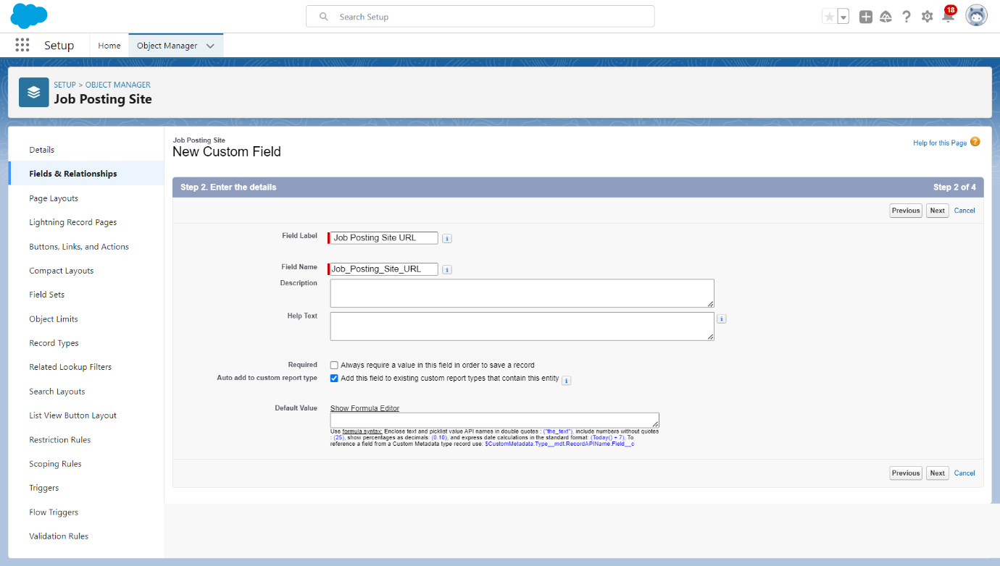 Search Setup
18
Setup
Home
Object Manager
SETUP > OBJECT MANAGER
Job Posting Site
Details
Fields & Relationships
Page Layouts
Lightning Record Pages
Buttons, Links, and Actions
Compact Layouts
Field Sets
Object Limits
Record Types
Related Lookup Filters
Search Layouts
List View Button Layout
Restriction Rules
Scoping Rules
Triggers
Flow Triggers
Validation Rules
Job Posting Site
New Custom Field
Help for this Page
Step 2. Enter the details
Step 2 of 4
Previous Next Cancel
Field Label Job Posting Site URL
Field Name Job_Posting_Site_URL
Description
Help Text
Required Always require a value in this field in order to save a record
Auto add to custom report type Add this field to existing custom report types that contain this entity
Default Value Show Formula Editor
Use formula syntax: Enclose text and picklist value API names in double quotes : ("the_text"), include numbers without quotes
: (25), show percentages as decimals: (0.10), and express date calculations in the standard format: (Today() + 7), To
reference a field from a Custom Metadata type record use: $CustomMetadata.Type__mdt.RecordAPIName.Field__c
Previous Next Cancel